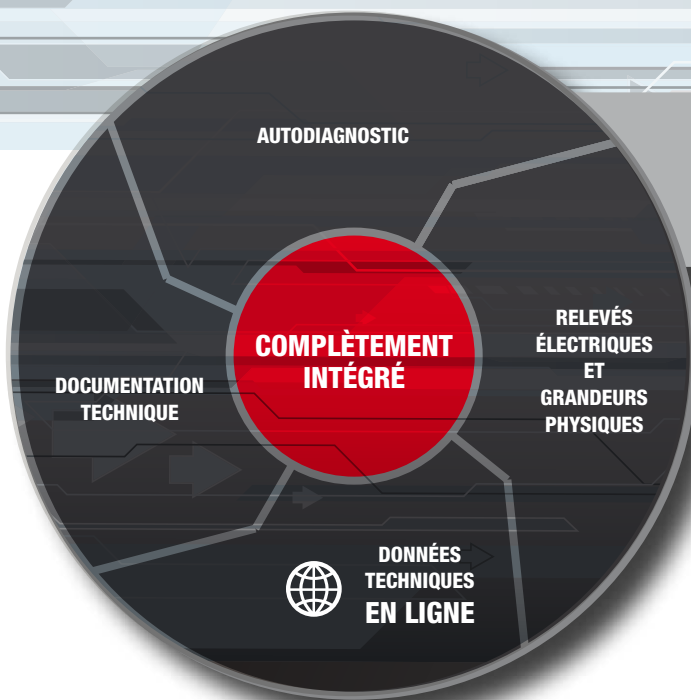 AUTODIAGNOSTIC
RELEVÉS
ÉLECTRIQUES
ET
GRANDEURS
PHYSIQUES
COMPLÈTEMENT
INTÉGRÉ
DOCUMENTATION
TECHNIQUE
DONNÉES
TECHNIQUES
EN LIGNE